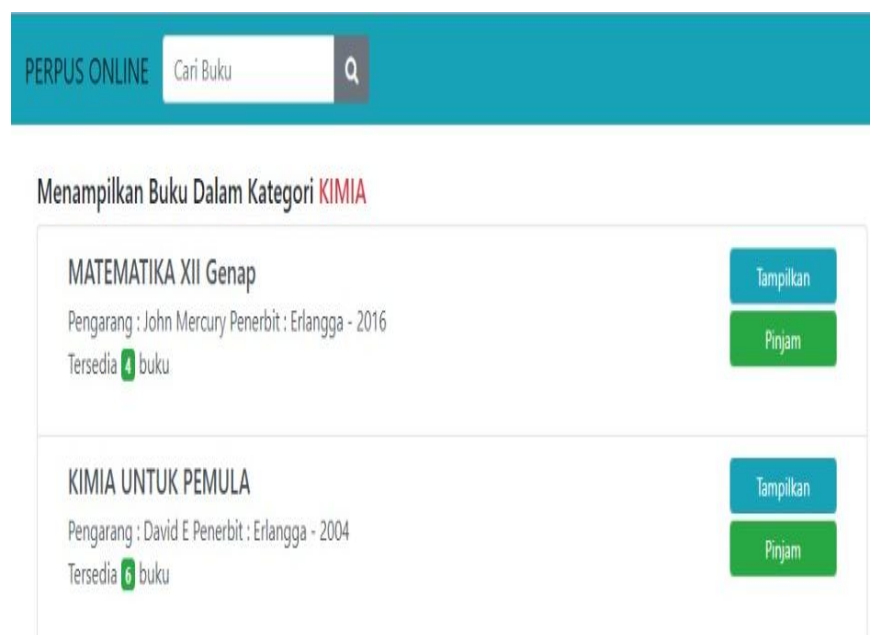 PERPUS ONLINE Cari Buku
Menampilkan Buku Dalam Kategori KIMIA
MATEMATIKA XII Genap
Tampilkan
Pengarang : John Mercury Penerbit : Erlangga - 2016
Pinjam
Tersedia 4 buku
KIMIA UNTUK PEMULA
Tampilkan
Pengarang : David E Penerbit : Erlangga - 2004
Pinjam
Tersedia 6 buku